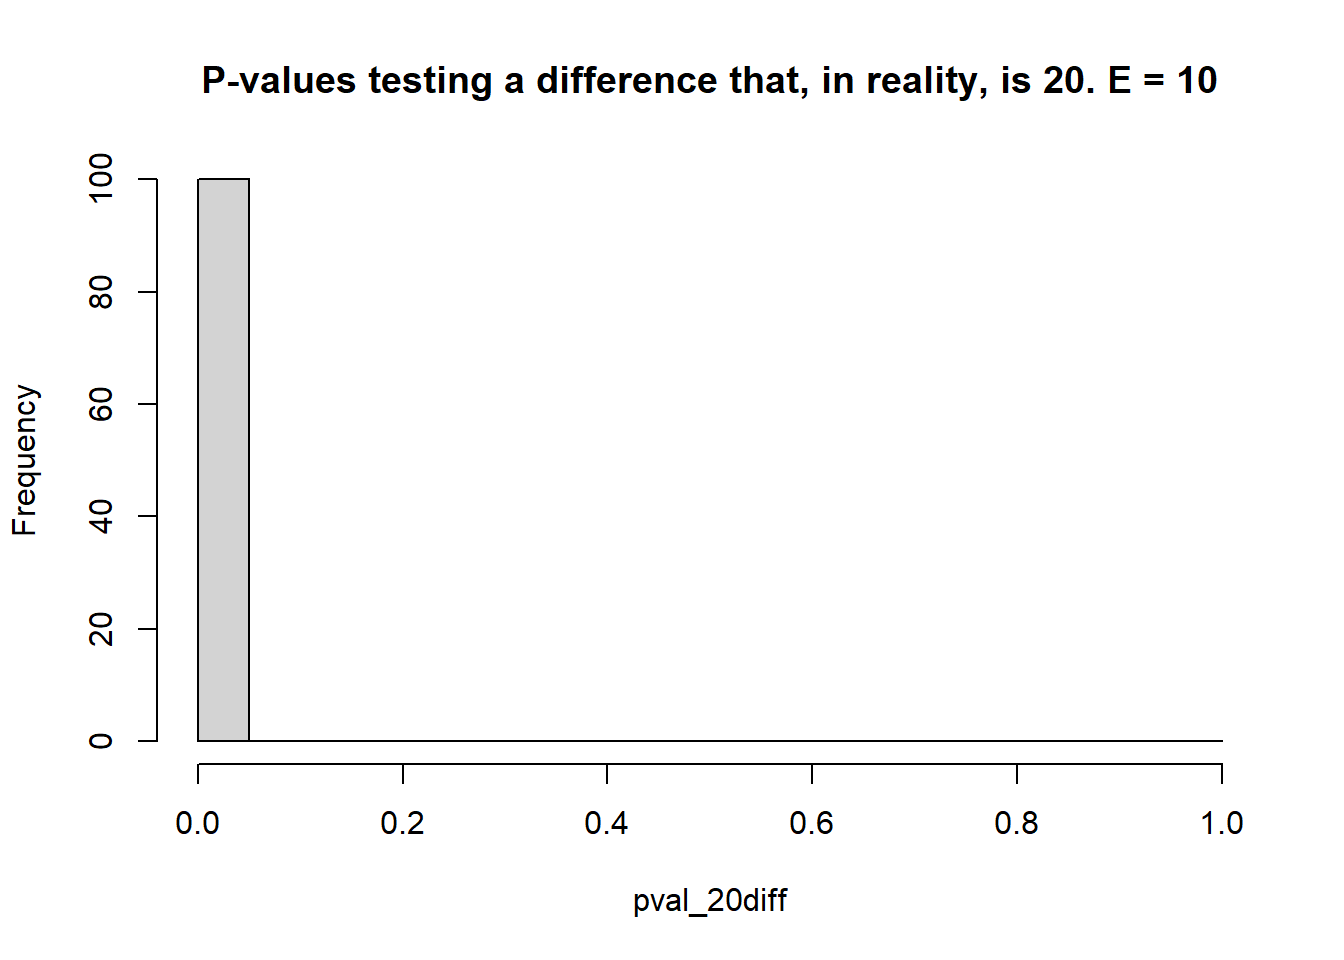 P-values testing a difference that, in reality, is 20. E = 10
Frequency
100
80
60
40
20
0
0.0 0.2 0.4 0.6 0.8 1.0
pval_20diff